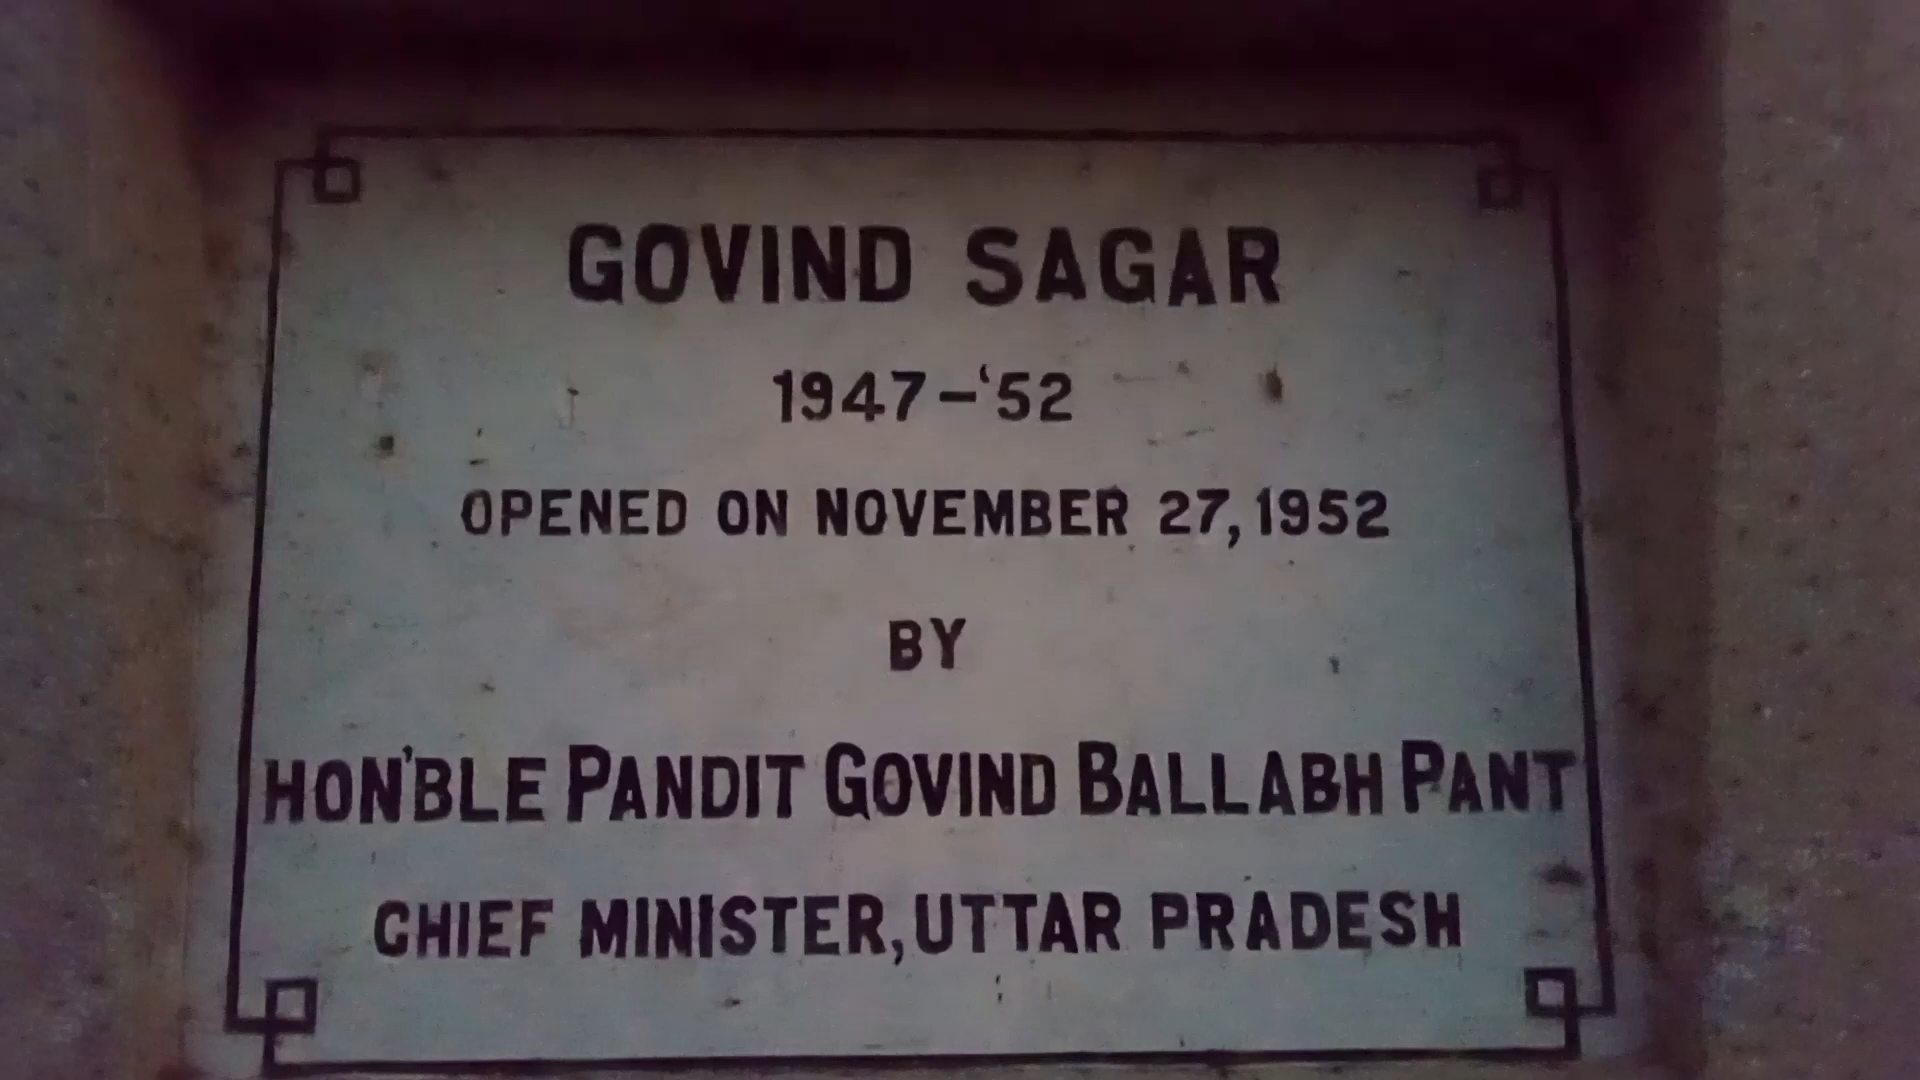 GOVIND SAGAR
1947-'52
OPENED ON NOVEMBER 27, 1952
BY
HON'BLE PANDIT GOVIND BALLABH PANT
CHIEF MINISTER, UTTAR PRADESH